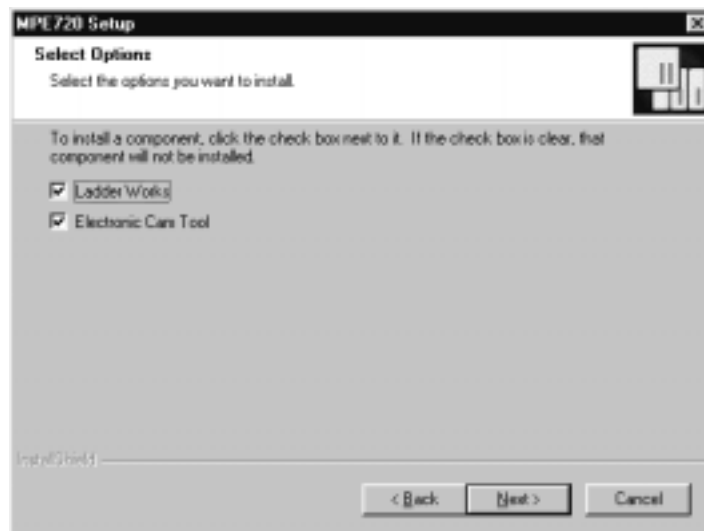 MPE720 Setup
Select Options
Select the options you want to install.
To install a component, click the check box next to it. If the check box is clear, that
component will not be installed.
Ladder Works
Electronic Cam Tool
InstallShield
< Back
Next >
Cancel